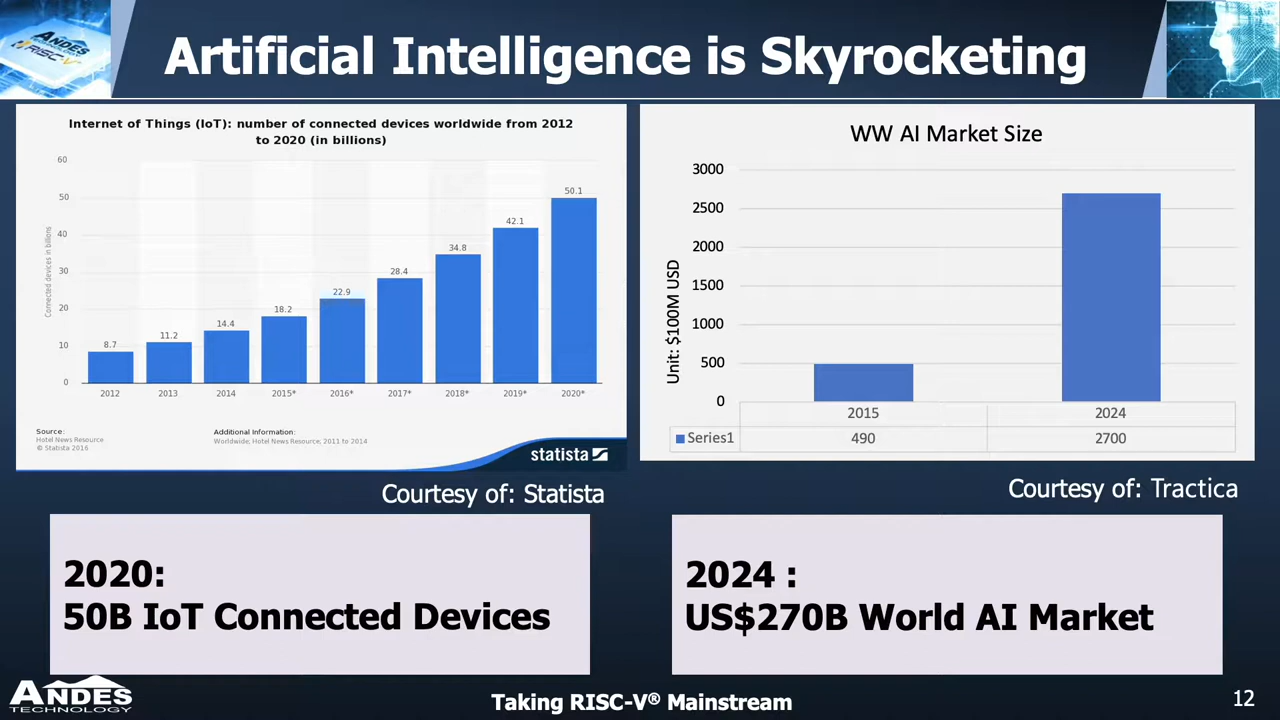 ANDES
RISC-V
Artificial Intelligence is Skyrocketing
Internet of Things (IoT): number of connected devices worldwide from 2012
to 2020 (in billions)
Connected devices in billions
60
50
40
30
20
10
0
8.7
11.2
14.4
18.2
22.9
28.4
34.8
42.1
50.1
2012
2013
2014
2015*
2016*
2017*
2018*
2019*
2020*
Source:
Hotel News Resource
© Statista 2016
Additional Information:
Worldwide; Hotel News Resource; 2011 to 2014
statista
Courtesy of: Statista
WW AI Market Size
Unit: $100M USD
3000
2500
2000
1500
1000
500
0
2015
2024
Series1
490
2700
Courtesy of: Tractica
2020:
50B IoT Connected Devices
2024 :
US$270B World AI Market
ANDES
TECHNOLOGY
Taking RISC-V® Mainstream
12